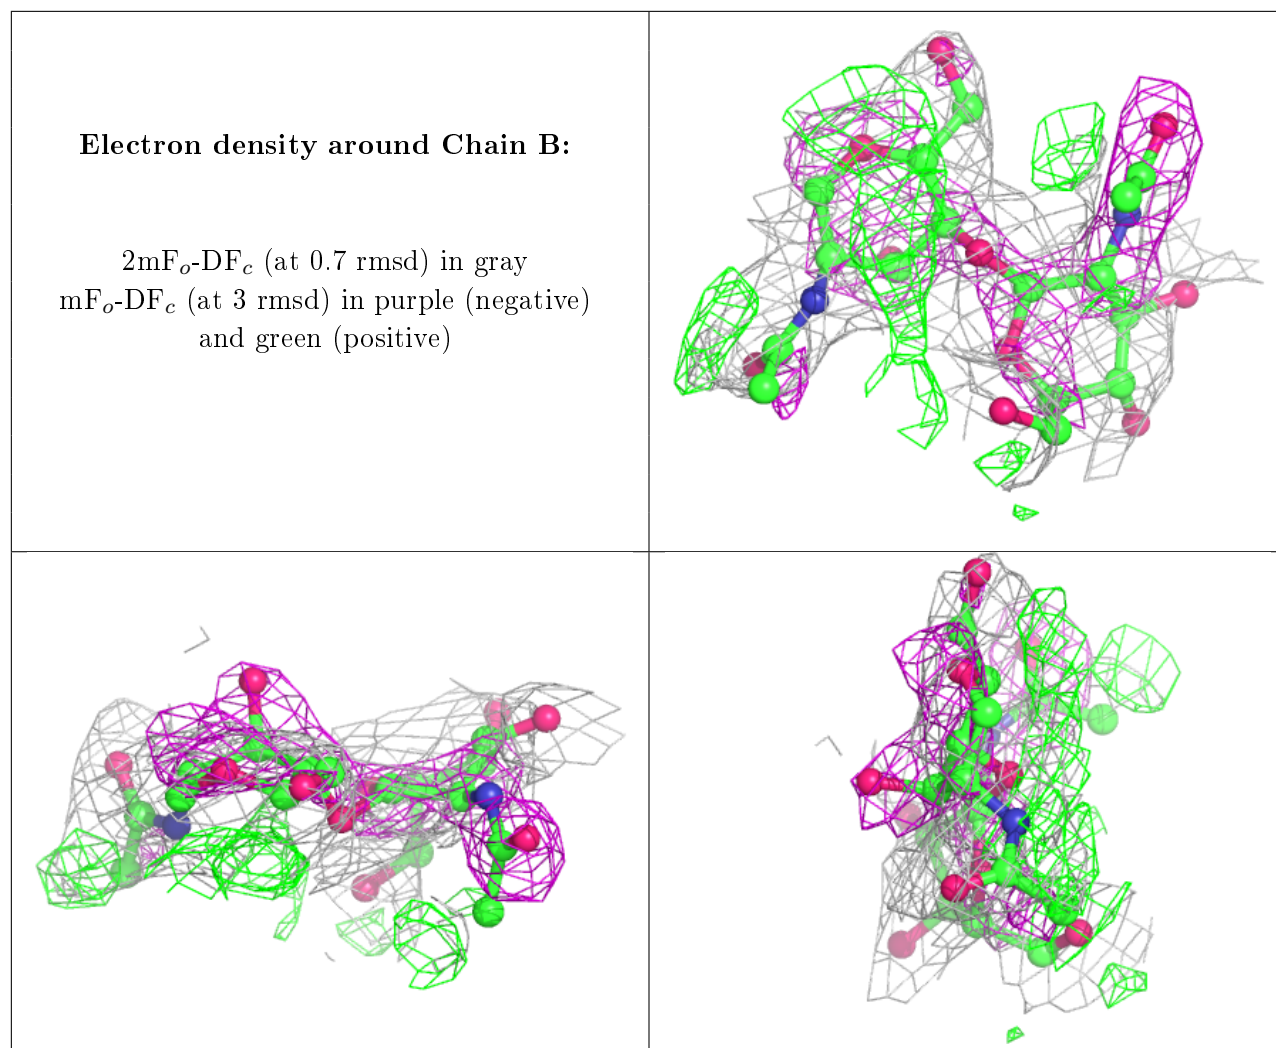 Electron density around Chain B:
2mFₒ-DF𝒸 (at 0.7 rmsd) in gray
mFₒ-DF𝒸 (at 3 rmsd) in purple (negative)
and green (positive)